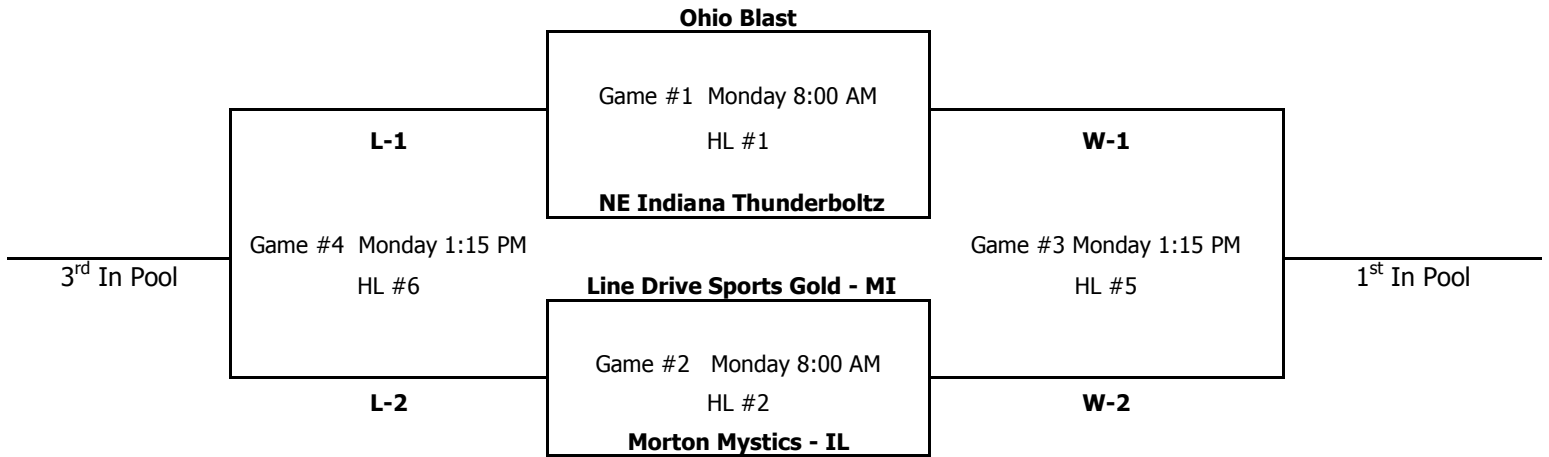 Ohio Blast
Game #1 Monday 8:00 AM
L-1
HL #1
W-1
NE Indiana Thunderboltz
Game #4 Monday 1:15 PM
Game #3 Monday 1:15 PM
3rd In Pool
HL #6
Line Drive Sports Gold - MI
HL #5
1st In Pool
Game #2 Monday 8:00 AM
L-2
HL #2
W-2
Morton Mystics - IL